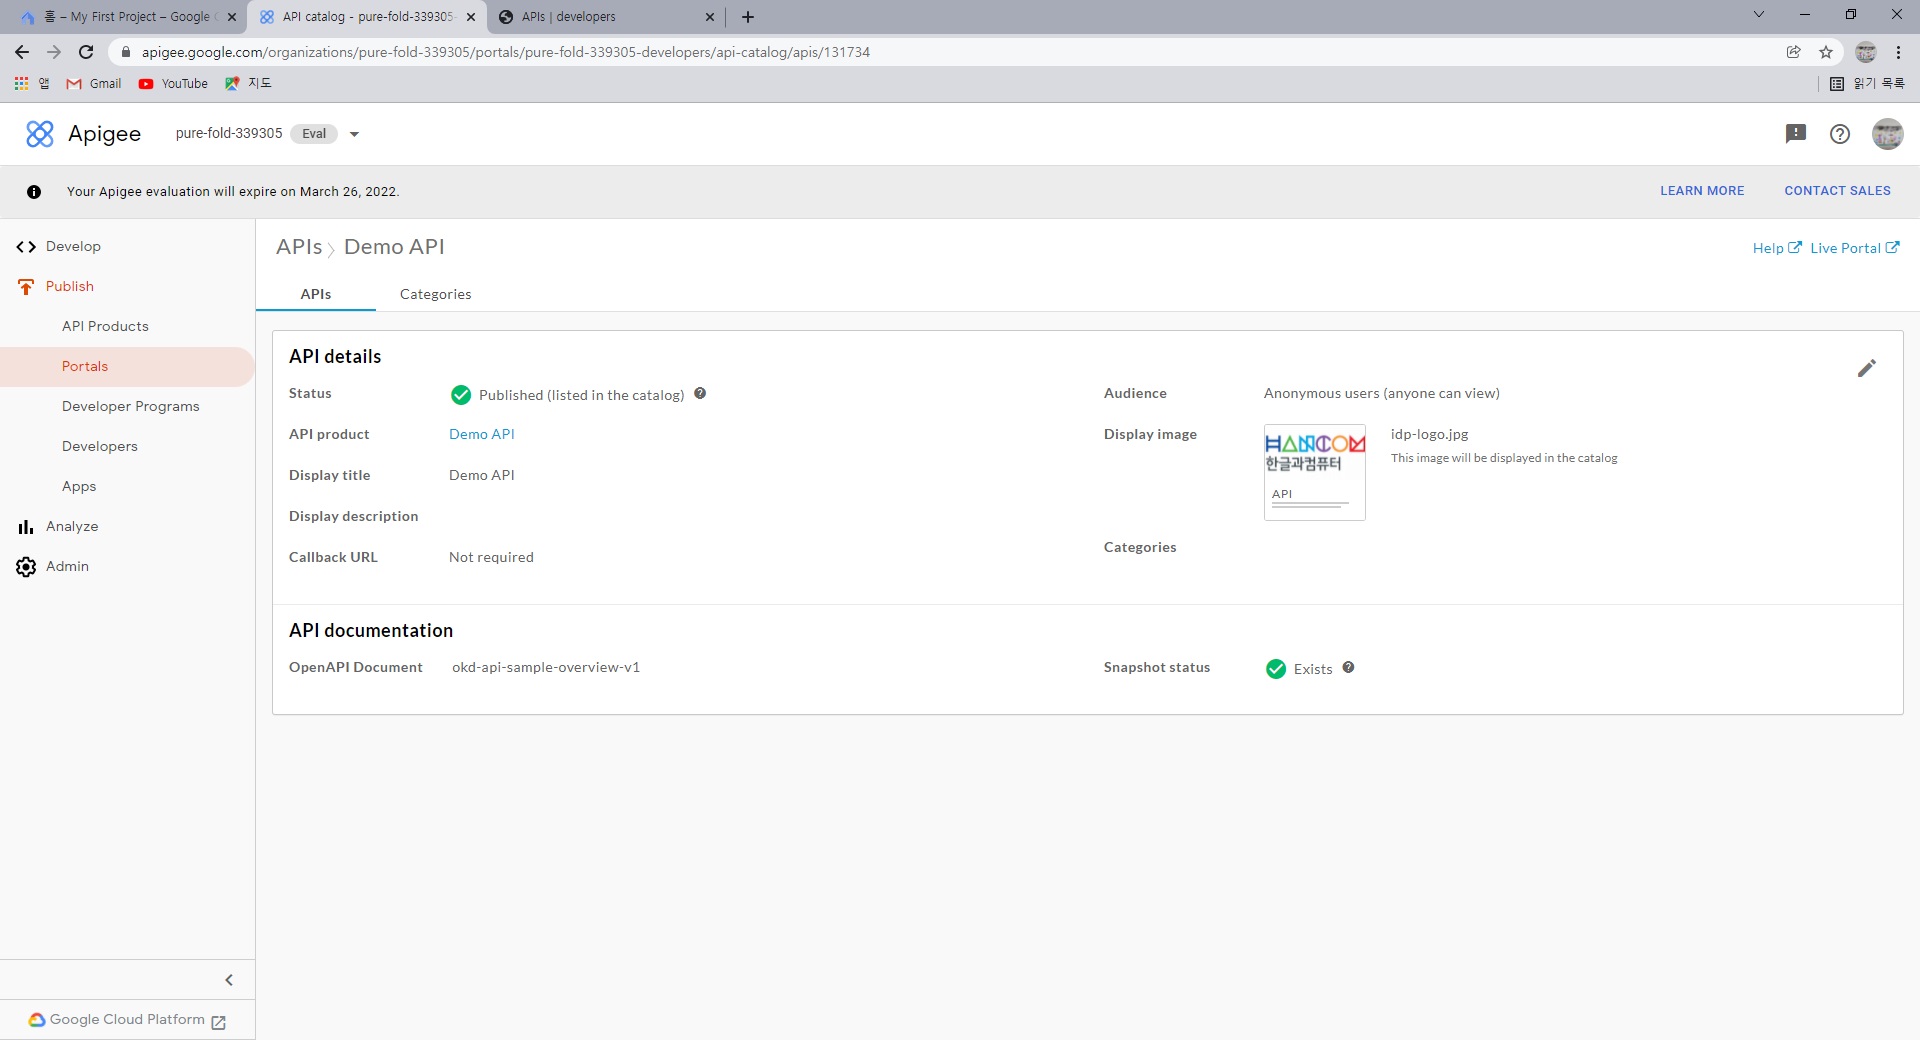 홈 – My First Project – Google C
API catalog - pure-fold-339305-
APIs | developers
apigee.google.com/organizations/pure-fold-339305/portals/pure-fold-339305-developers/api-catalog/apis/131734
앱
Gmail
YouTube
지도
읽기 목록
Apigee
pure-fold-339305
Eval
Your Apigee evaluation will expire on March 26, 2022.
LEARN MORE
CONTACT SALES
Develop
Publish
API Products
Portals
Developer Programs
Developers
Apps
Analyze
Admin
Google Cloud Platform
APIs
Demo API
Help
Live Portal
APIs
Categories
API details
Status
Published (listed in the catalog)
API product
Demo API
Display title
Demo API
Display description
Callback URL
Not required
Audience
Anonymous users (anyone can view)
Display image
HANCOM
한글과컴퓨터
API
idp-logo.jpg
This image will be displayed in the catalog
Categories
API documentation
OpenAPI Document
okd-api-sample-overview-v1
Snapshot status
Exists